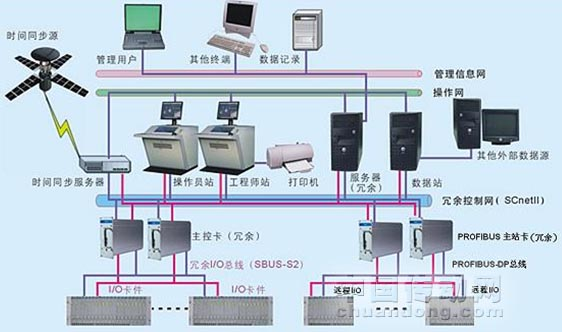 时间同步源
管理用户
其他终端
数据记录
管理信息网
操作网
时间同步服务器
操作员站
工程师站
打印机
服务器
(冗余)
数据站
其他外部数据源
冗余控制网(SCnetII)
主控卡(冗余)
PROFIBUS 主站卡(冗余)
冗余I/O总线(SBUS-S2)
PROFIBUS-DP总线
I/O卡件
I/O卡件
远程I/O
远程I/O
中国传动网
chuandong.com